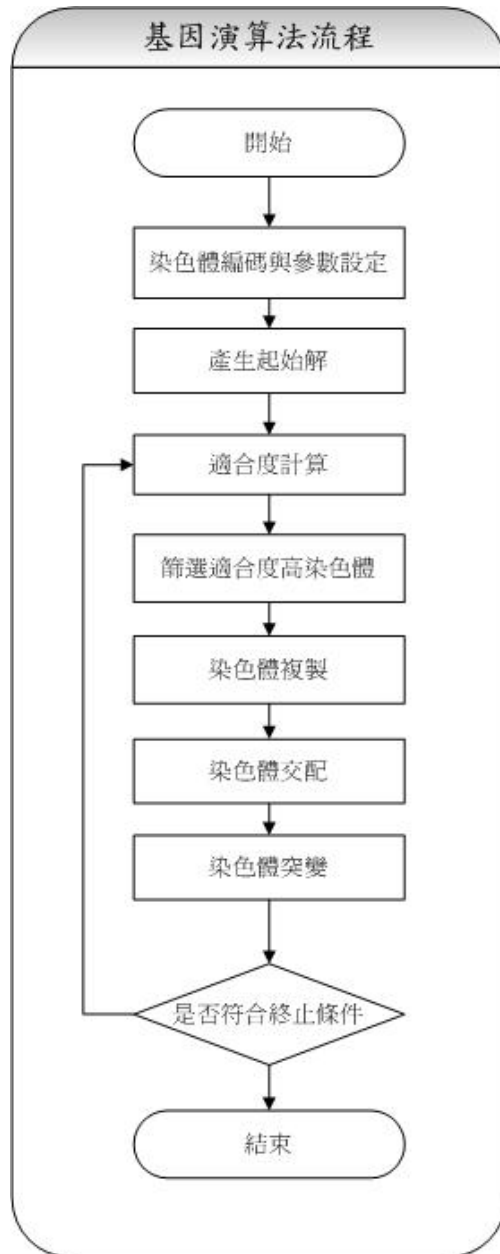 基因演算法流程
開始
染色體編碼與參數設定
產生起始解
適合度計算
篩選適合度高染色體
染色體複製
染色體交配
染色體突變
是否符合終止條件
結束